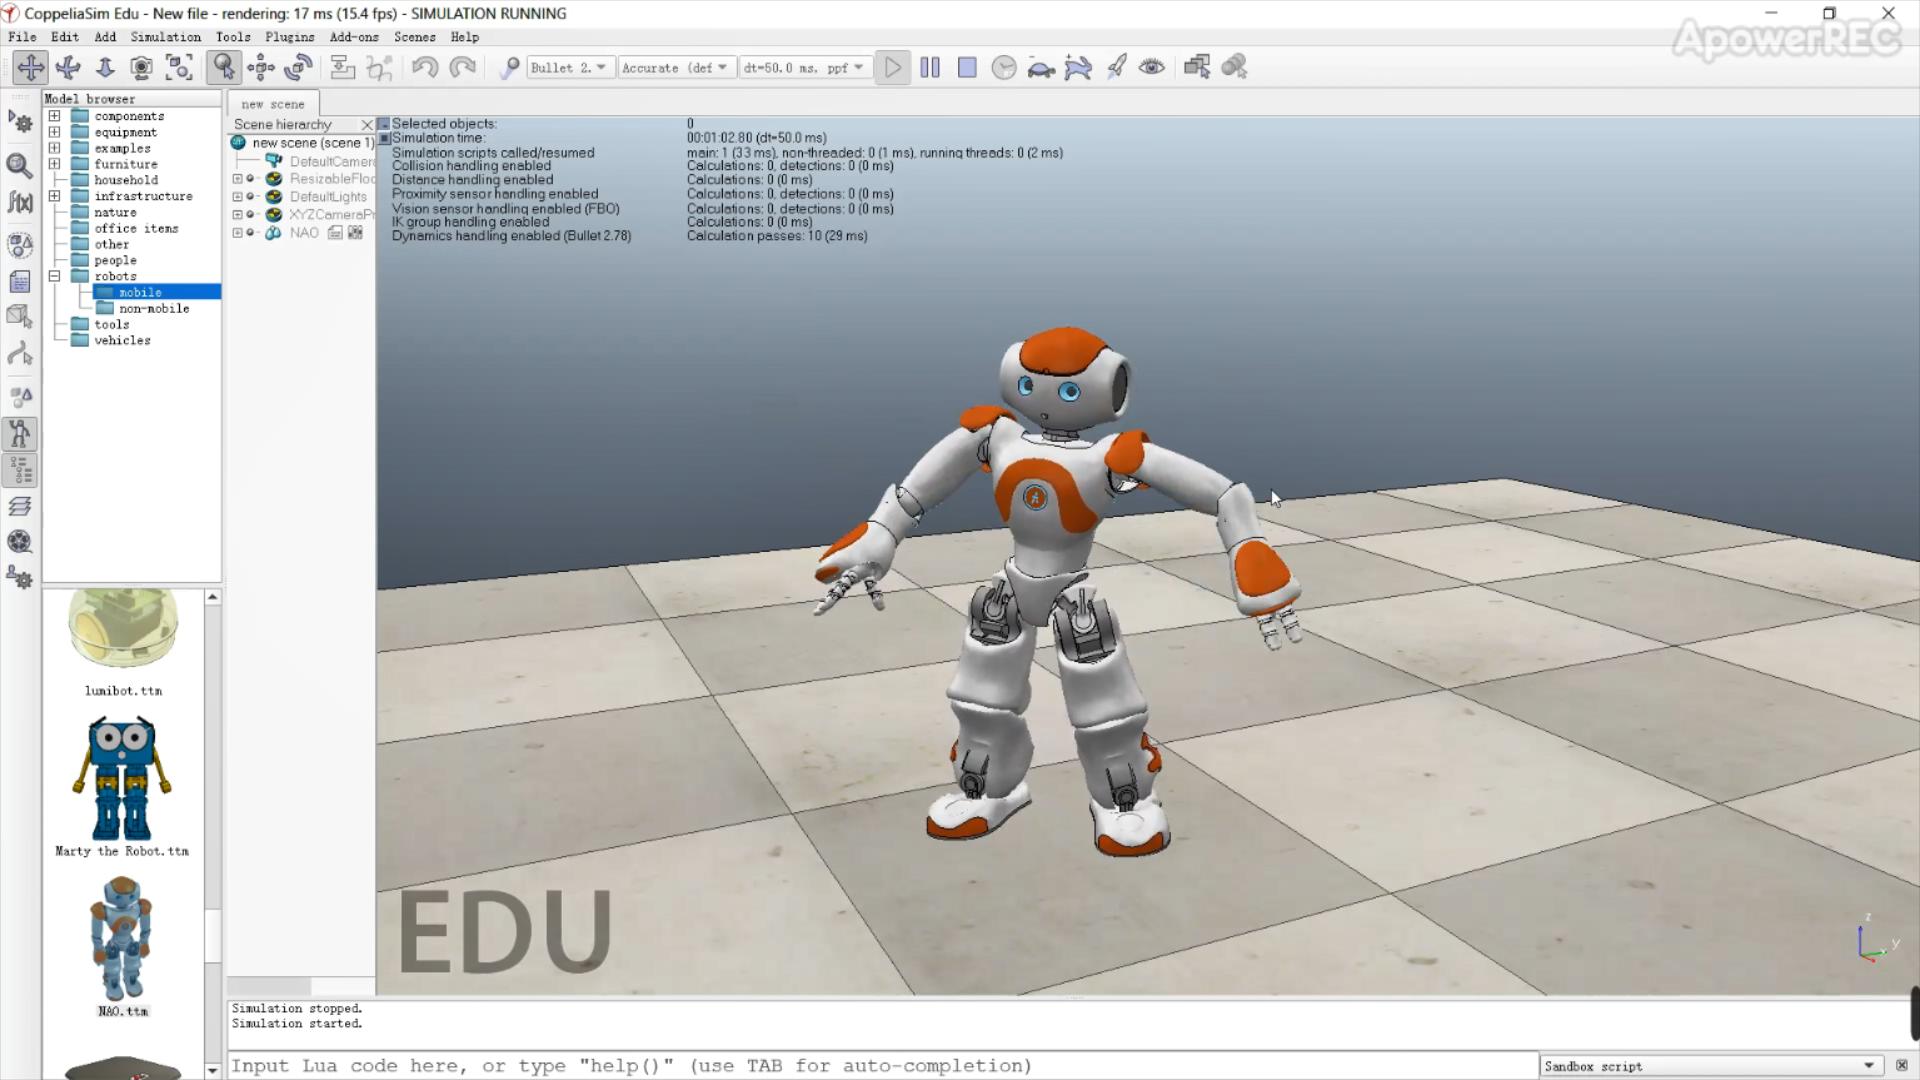 CoppeliaSim Edu - New file - rendering: 17 ms (15.4 fps) - SIMULATION RUNNING
ApowerREC
File Edit Add Simulation Tools Plugins Add-ons Scenes Help
Bullet 2. Accurate (def dt=50.0 ms, ppf
Model browser
components
equipment
examples
furniture
household
infrastructure
nature
office items
other
people
robots
mobile
non-mobile
tools
vehicles
lumibot.ttm
Marty the Robot.ttm
NAO.ttm
new scene
Scene hierarchy
new scene (scene 1)
DefaultCamer
ResizableFloo
DefaultLights
XYZCameraPr
NAO
Selected objects: 0
Simulation time: 00:01:02.80 (dt=50.0 ms)
Simulation scripts called/resumed main: 1 (33 ms), non-threaded: 0 (1 ms), running threads: 0 (2 ms)
Collision handling enabled Calculations: 0, detections: 0 (0 ms)
Distance handling enabled Calculations: 0 (0 ms)
Proximity sensor handling enabled Calculations: 0, detections: 0 (0 ms)
Vision sensor handling enabled (FBO) Calculations: 0, detections: 0 (0 ms)
IK group handling enabled Calculations: 0 (0 ms)
Dynamics handling enabled (Bullet 2.78) Calculation passes: 10 (29 ms)
EDU
z
y
Simulation stopped.
Simulation started.
Input Lua code here, or type "help()" (use TAB for auto-completion)
Sandbox script